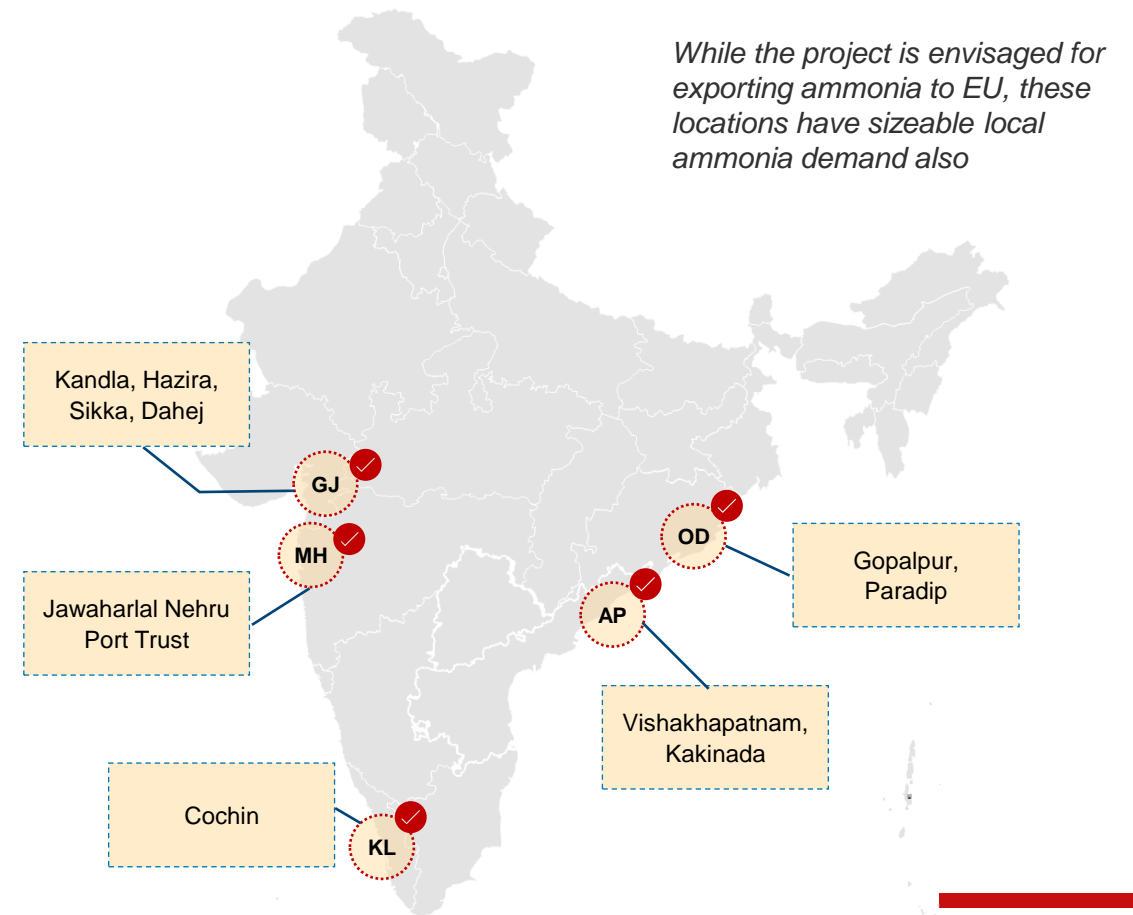 While the project is envisaged for
exporting ammonia to EU, these
locations have sizeable local
ammonia demand also
Kandla, Hazira,
Sikka, Dahej
GJ
MH
Jawaharlal Nehru
Port Trust
OD
Gopalpur,
Paradip
AP
Vishakhapatnam,
Kakinada
Cochin
KL